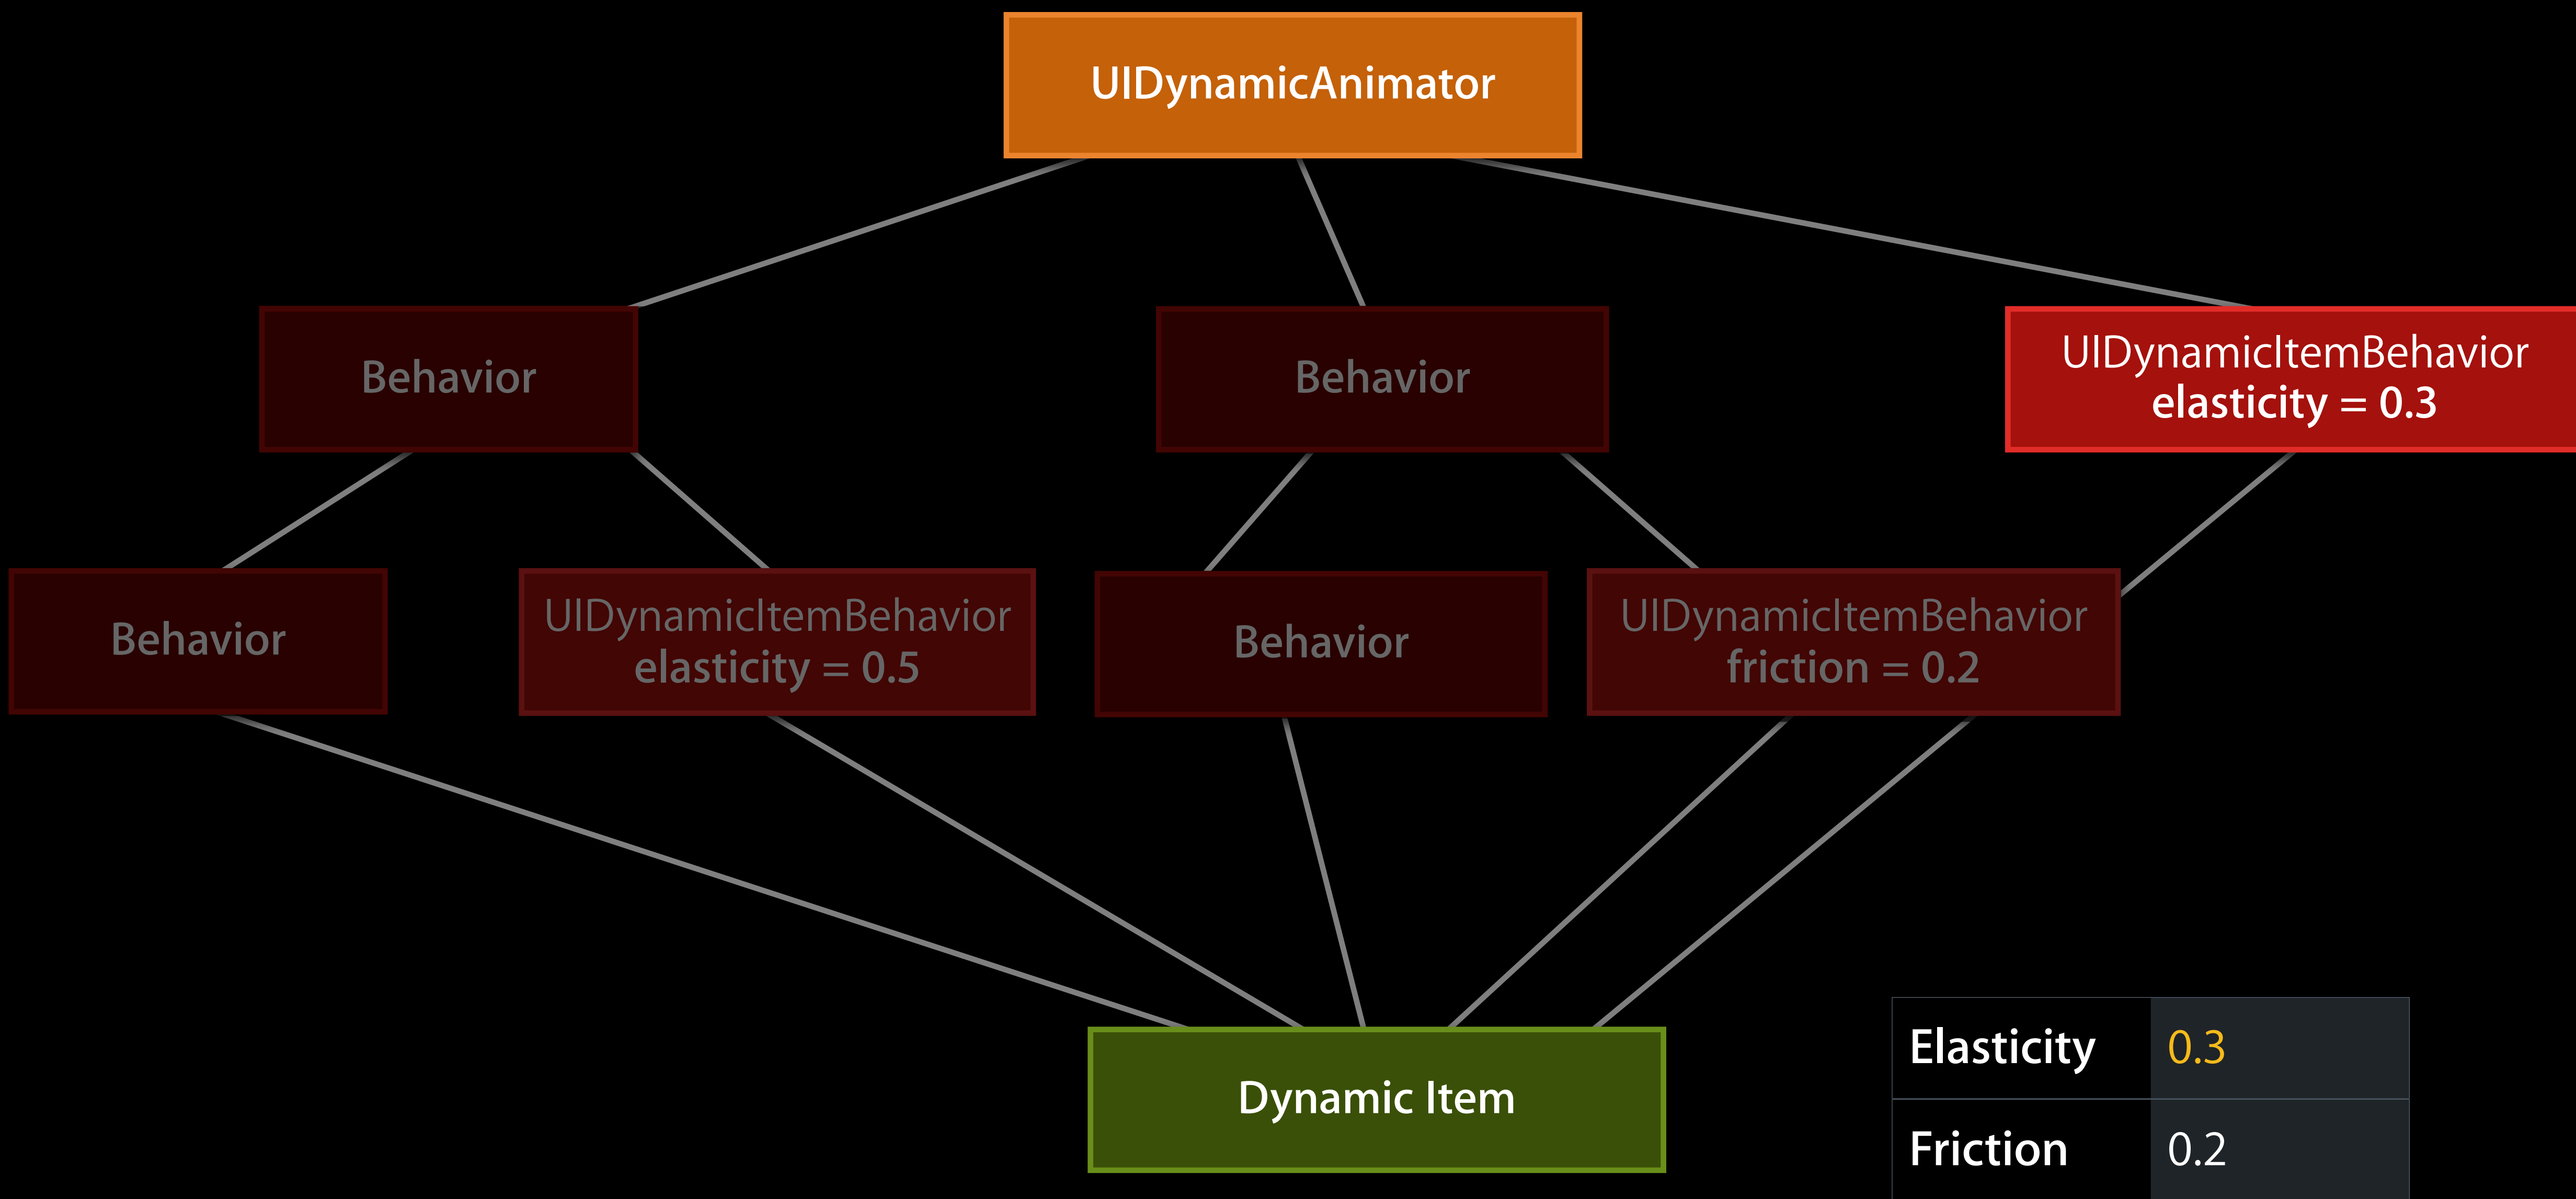 UIDynamicAnimator
Behavior
Behavior
UIDynamicItemBehavior
elasticity = 0.3
Behavior
UIDynamicItemBehavior
elasticity = 0.5
Behavior
UIDynamicItemBehavior
friction = 0.2
Dynamic Item
Elasticity 0.3
Friction 0.2